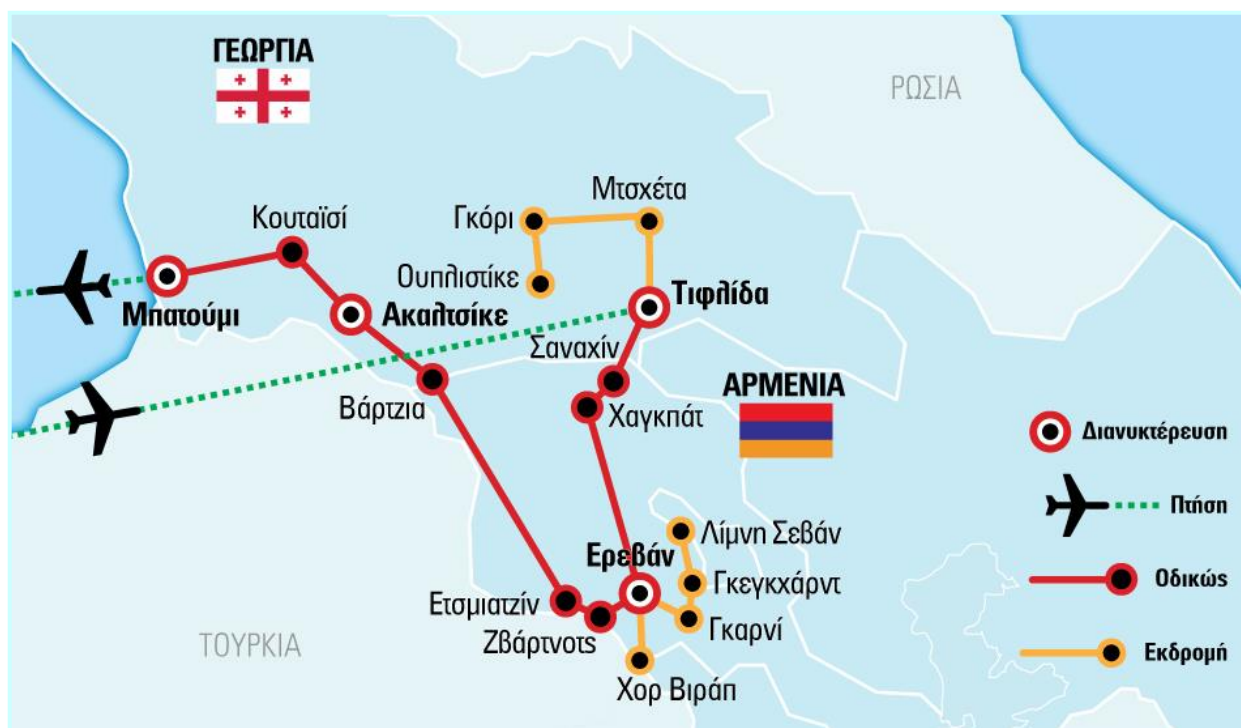 ΓΕΩΡΓΙΑ
ΡΩΣΙΑ
Μτσχέτα
Κουταϊσί
Γκόρι
Ουπλιστίκε
Μπατούμι
Ακαλτσίκε
Τιφλίδα
Σαναχίν
ΑΡΜΕΝΙΑ
Βάρτζια
Χαγκπάτ
Διανυκτέρευση
Πτήση
Λίμνη Σεβάν
Ερεβάν
Γκεγκχάρντ
Οδικώς
Ετσμιατζίν
Γκαρνί
Ζβάρτνοτς
ΤΟΥΡΚΙΑ
Εκδρομή
Χορ Βιράπ